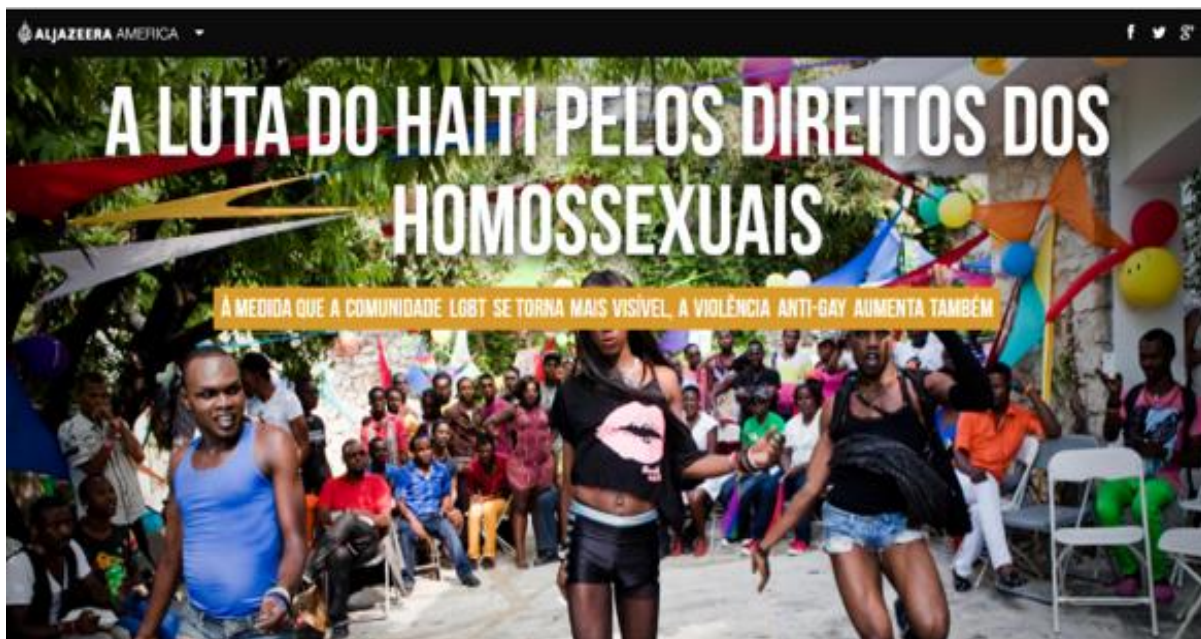 ALJAZEERA AMERICA
f g+
A LUTA DO HAITI PELOS DIREITOS DOS
HOMOSSEXUAIS
À MEDIDA QUE A COMUNIDADE LGBT SE TORNA MAIS VISÍVEL, A VIOLÊNCIA ANTI-GAY AUMENTA TAMBÉM